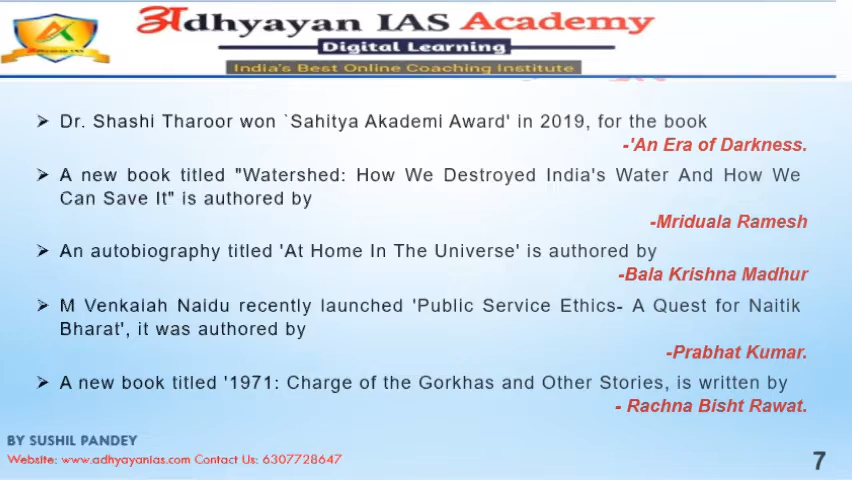 अdhyayan IAS Academy
Adhyayan IAS
Digital Learning
India's Best Online Coaching Institute
➢ Dr. Shashi Tharoor won `Sahitya Akademi Award' in 2019, for the book
-'An Era of Darkness.
➢ A new book titled "Watershed: How We Destroyed India's Water And How We
Can Save It" is authored by
-Mriduala Ramesh
➢ An autobiography titled 'At Home In The Universe' is authored by
-Bala Krishna Madhur
➢ M Venkaiah Naidu recently launched 'Public Service Ethics- A Quest for Naitik
Bharat', it was authored by
-Prabhat Kumar.
➢ A new book titled '1971: Charge of the Gorkhas and Other Stories, is written by
- Rachna Bisht Rawat.
BY SUSHIL PANDEY
Website: www.adhyayanias.com Contact Us: 6307728647
7